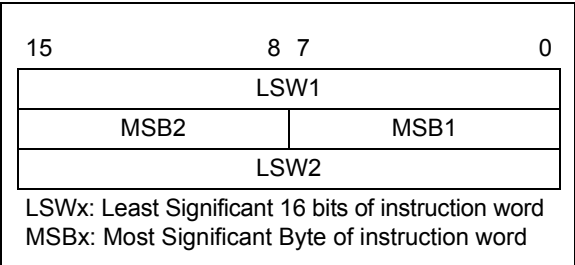 15 8 7 0
LSW1
MSB2 MSB1
LSW2
LSWx: Least Significant 16 bits of instruction word
MSBx: Most Significant Byte of instruction word